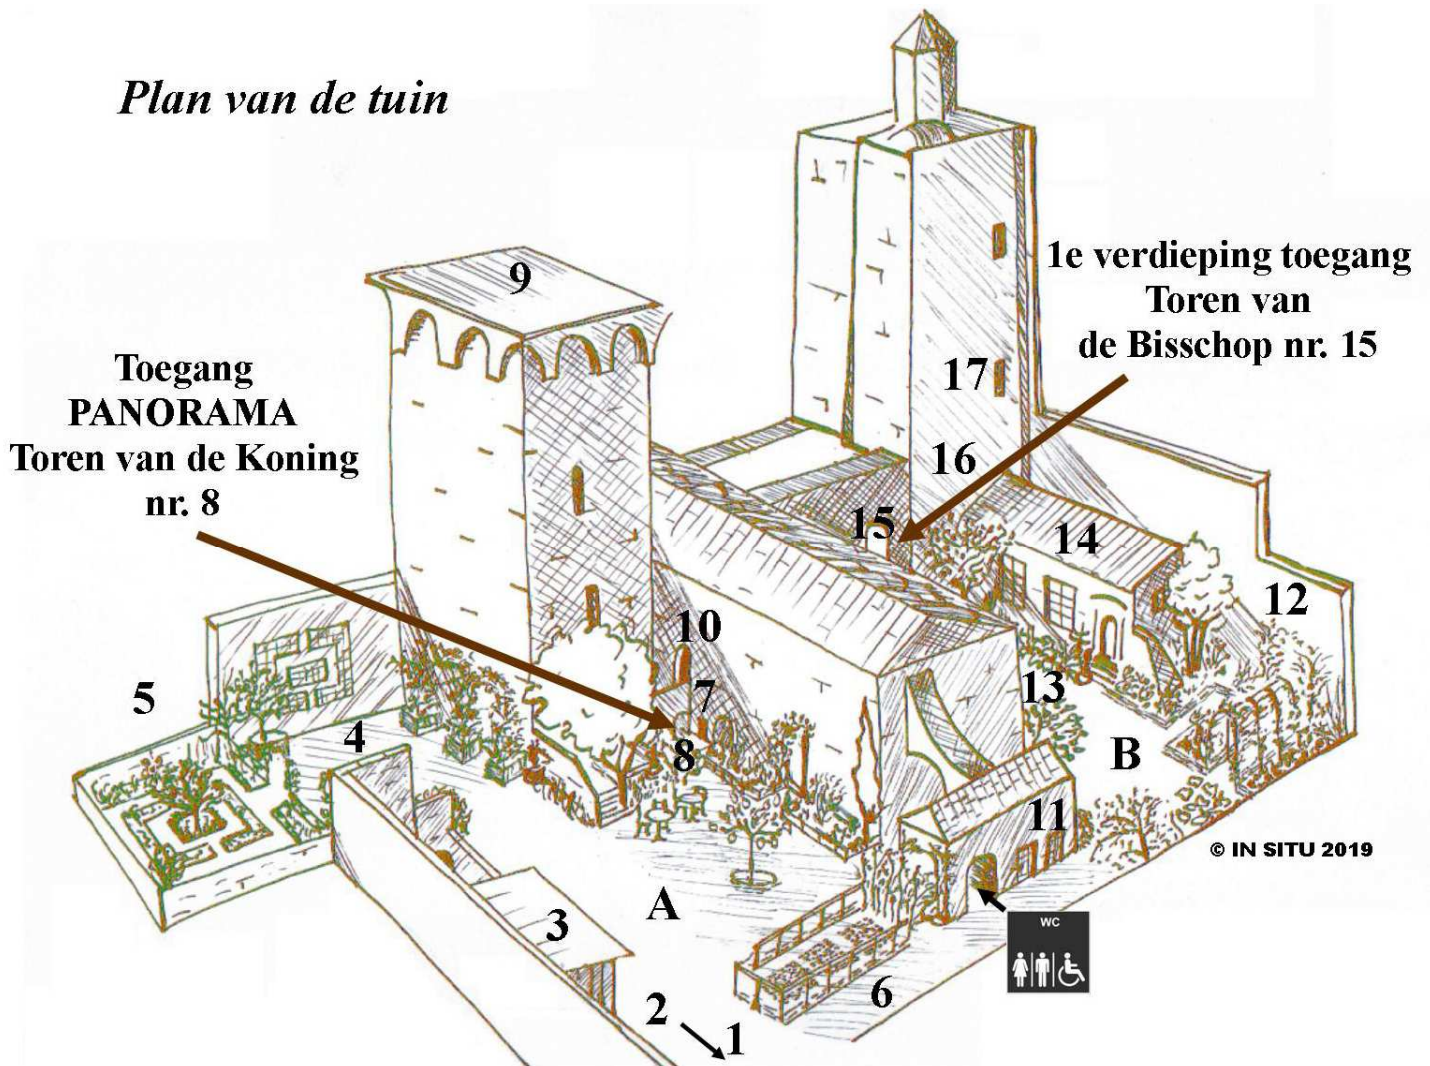 Plan van de tuin
9
1e verdieping toegang
Toren van
de Bisschop nr. 15
Toegang
PANORAMA
Toren van de Koning
nr. 8
17
16
15
14
12
10
13
5
7
4
8
B
11
© IN SITU 2019
A
3
WC
6
2
1